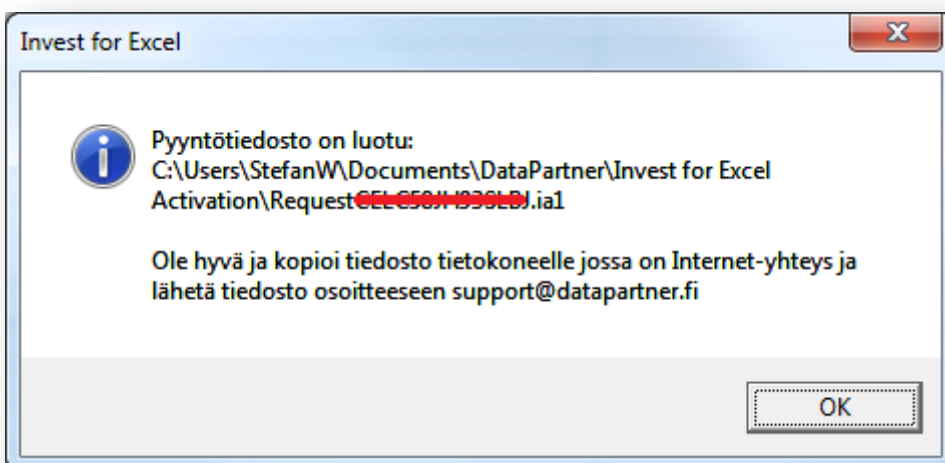 Invest for Excel
Pyyntötiedosto on luotu:
C:\Users\StefanW\Documents\DataPartner\Invest for Excel
Activation\Request .ia1
Ole hyvä ja kopioi tiedosto tietokoneelle jossa on Internet-yhteys ja
lähetä tiedosto osoitteeseen support@datapartner.fi
OK